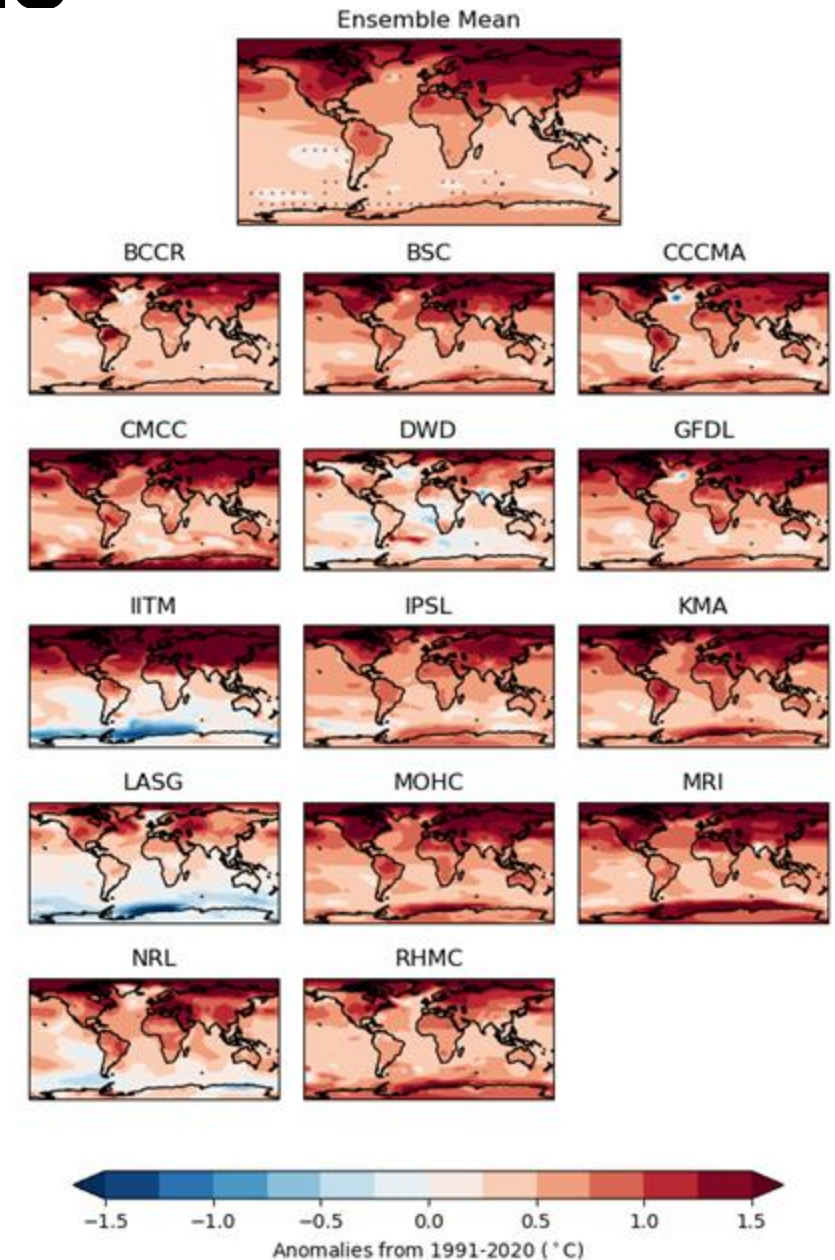 Ensemble Mean
BCCR BSC CCCMA
CMCC DWD GFDL
IITM IPSL KMA
LASG MOHC MRI
NRL RHMC
−1.5 −1.0 −0.5 0.0 0.5 1.0 1.5
Anomalies from 1991-2020 (°C)